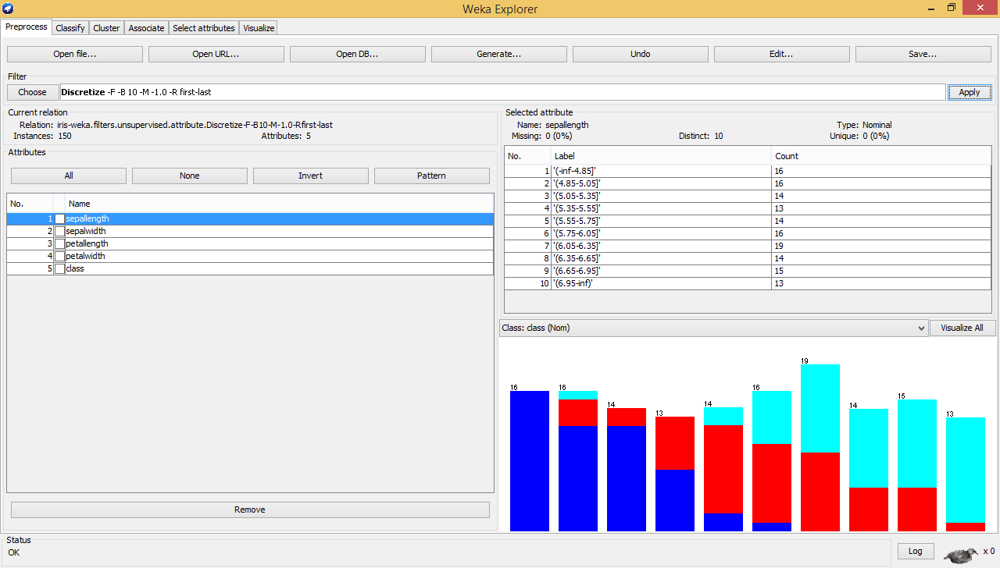 Weka Explorer
Preprocess Classify Cluster Associate Select attributes Visualize
Open file... Open URL... Open DB... Generate... Undo Edit... Save...
Filter
Choose Discretize -F -B 10 -M -1.0 -R first-last Apply
Current relation
Relation: iris-weka.filters.unsupervised.attribute.Discretize-F-B10-M-1.0-Rfirst-last
Instances: 150 Attributes: 5
Attributes
All None Invert Pattern
No. Name
1 sepallength
2 sepalwidth
3 petallength
4 petalwidth
5 class
Remove
Selected attribute
Name: sepallength Type: Nominal
Missing: 0 (0%) Distinct: 10 Unique: 0 (0%)
No. Label Count
1 '(-inf-4.85]' 16
2 '(4.85-5.05]' 16
3 '(5.05-5.35]' 14
4 '(5.35-5.55]' 13
5 '(5.55-5.75]' 14
6 '(5.75-6.05]' 16
7 '(6.05-6.35]' 19
8 '(6.35-6.65]' 14
9 '(6.65-6.95]' 15
10 '(6.95-inf)' 13
Class: class (Nom) Visualize All
16 16 14 13 14 16 19 14 15 13
Status
OK
Log x 0